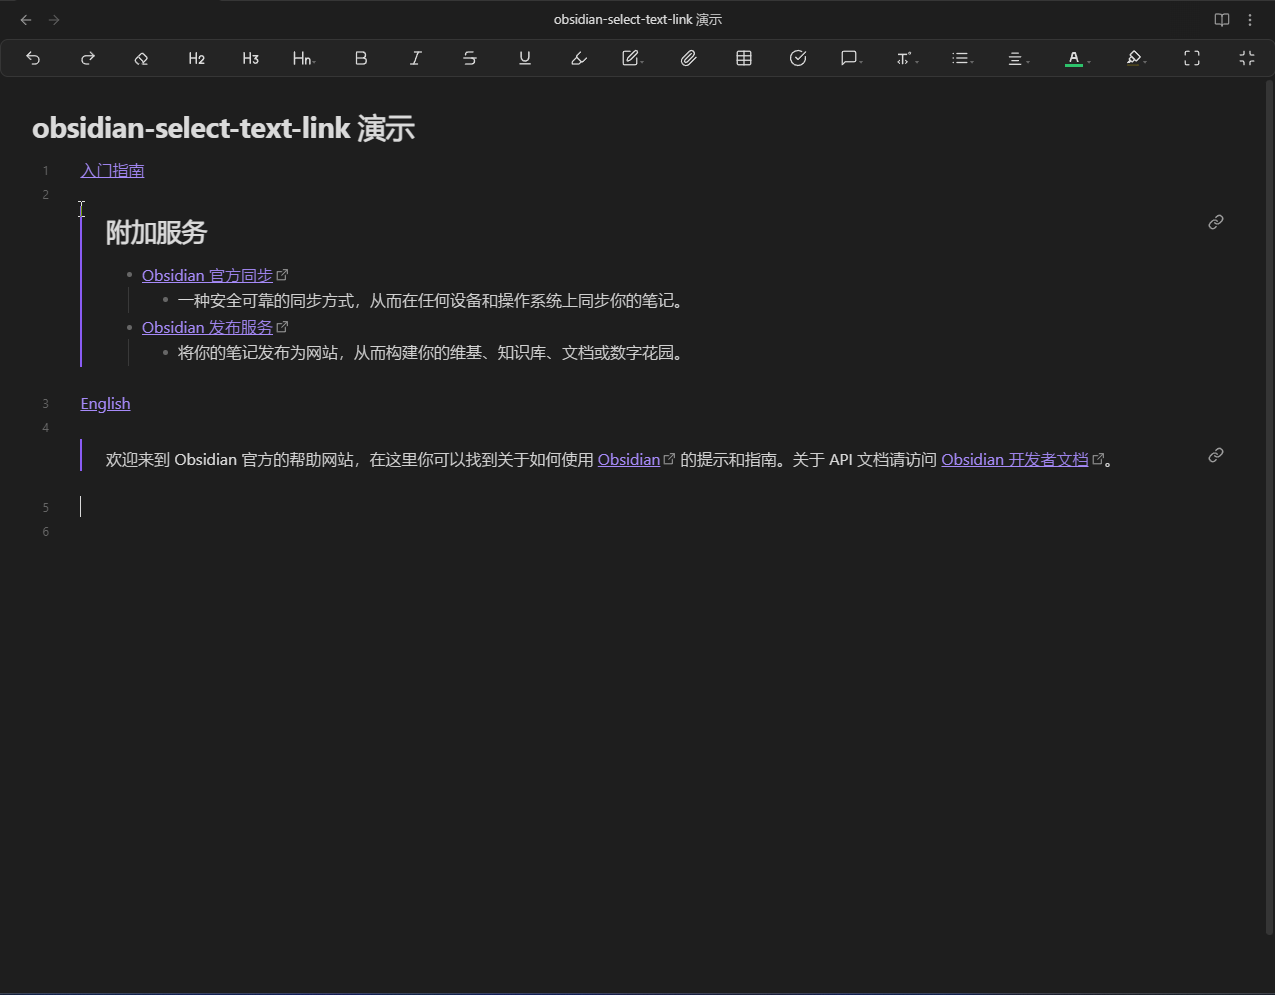 obsidian-select-text-link 演示
H2 H3 Hn B I S U A
obsidian-select-text-link 演示
1 入门指南
2
附加服务
Obsidian 官方同步
一种安全可靠的同步方式，从而在任何设备和操作系统上同步你的笔记。
Obsidian 发布服务
将你的笔记发布为网站，从而构建你的维基、知识库、文档或数字花园。
3 English
4
欢迎来到 Obsidian 官方的帮助网站，在这里你可以找到关于如何使用 Obsidian 的提示和指南。关于 API 文档请访问 Obsidian 开发者文档。
5
6